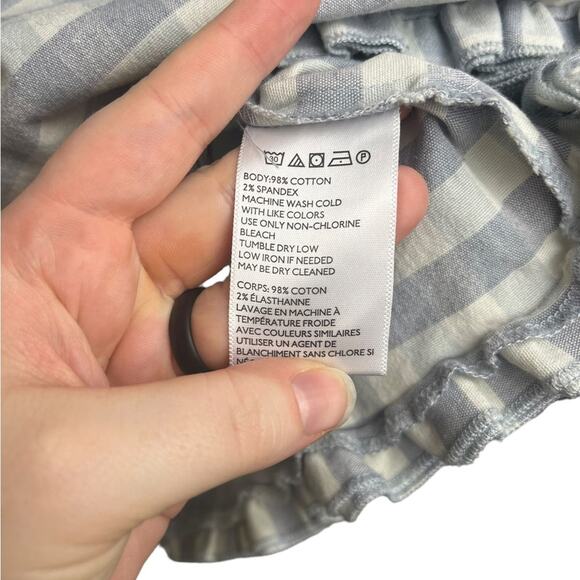 30 P
BODY:98% COTTON
2% SPANDEX
MACHINE WASH COLD
WITH LIKE COLORS
USE ONLY NON-CHLORINE
BLEACH
TUMBLE DRY LOW
LOW IRON IF NEEDED
MAY BE DRY CLEANED
CORPS: 98% COTON
2% ÉLASTHANNE
LAVAGE EN MACHINE À
TEMPÉRATURE FROIDE
AVEC COULEURS SIMILAIRES
UTILISER UN AGENT DE
BLANCHIMENT SANS CHLORE SI